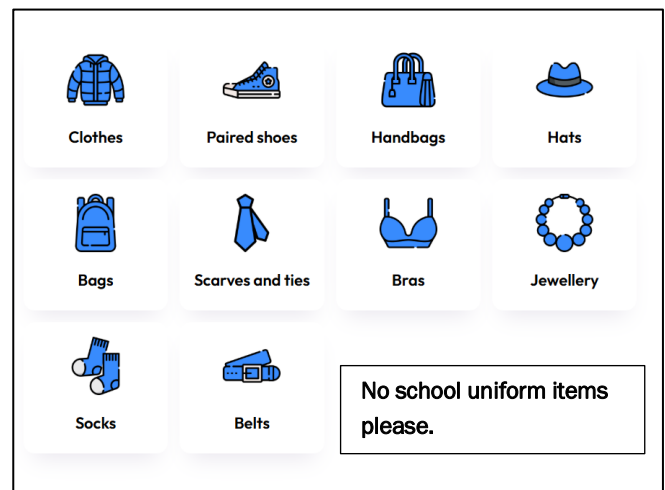 Clothes
Paired shoes
Handbags
Hats
Bags
Scarves and ties
Bras
Jewellery
Socks
Belts
No school uniform items
please.